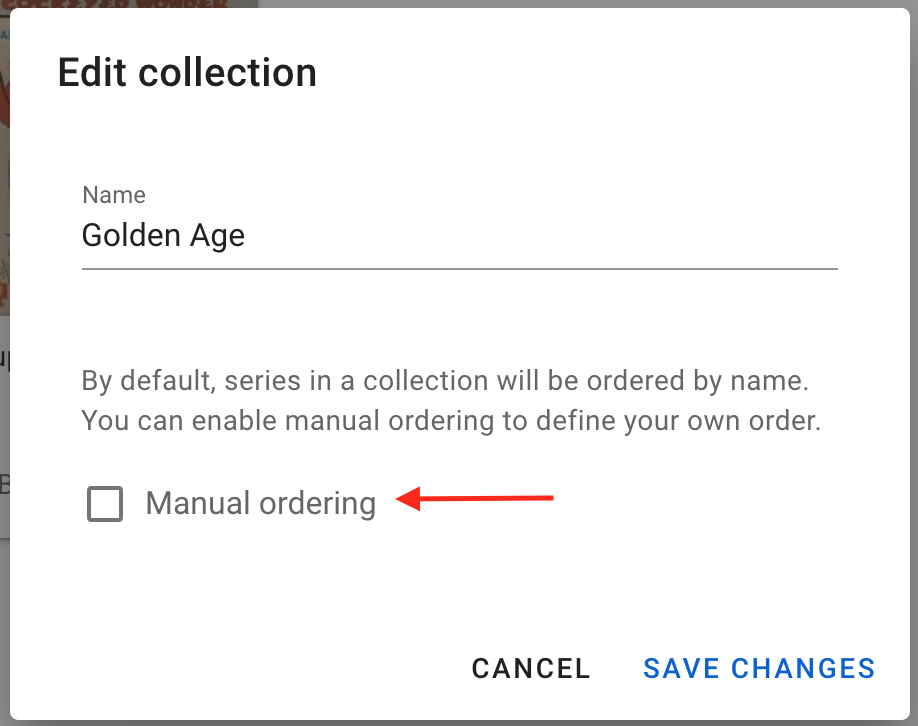 Edit collection
Name
Golden Age
By default, series in a collection will be ordered by name.
You can enable manual ordering to define your own order.
Manual ordering
CANCEL
SAVE CHANGES